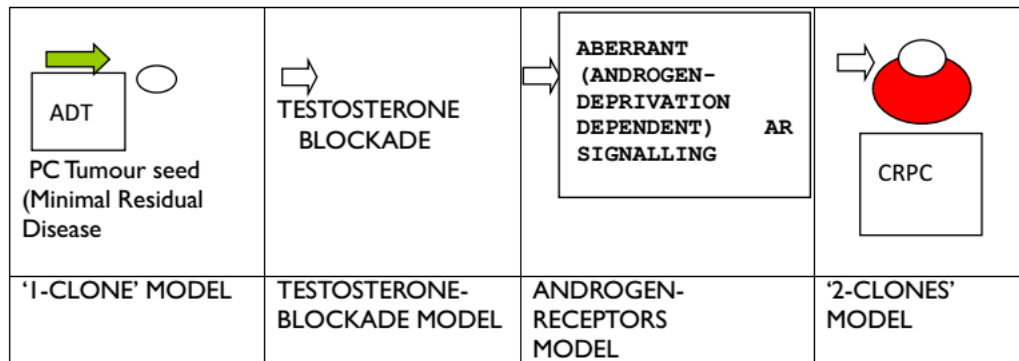 ADT
PC Tumour seed
(Minimal Residual
Disease
TESTOSTERONE
BLOCKADE
ABERRANT
(ANDROGEN-
DEPRIVATION
DEPENDENT) AR
SIGNALLING
CRPC
‘1-CLONE’ MODEL
TESTOSTERONE-
BLOCKADE MODEL
ANDROGEN-
RECEPTORS
MODEL
‘2-CLONES’
MODEL